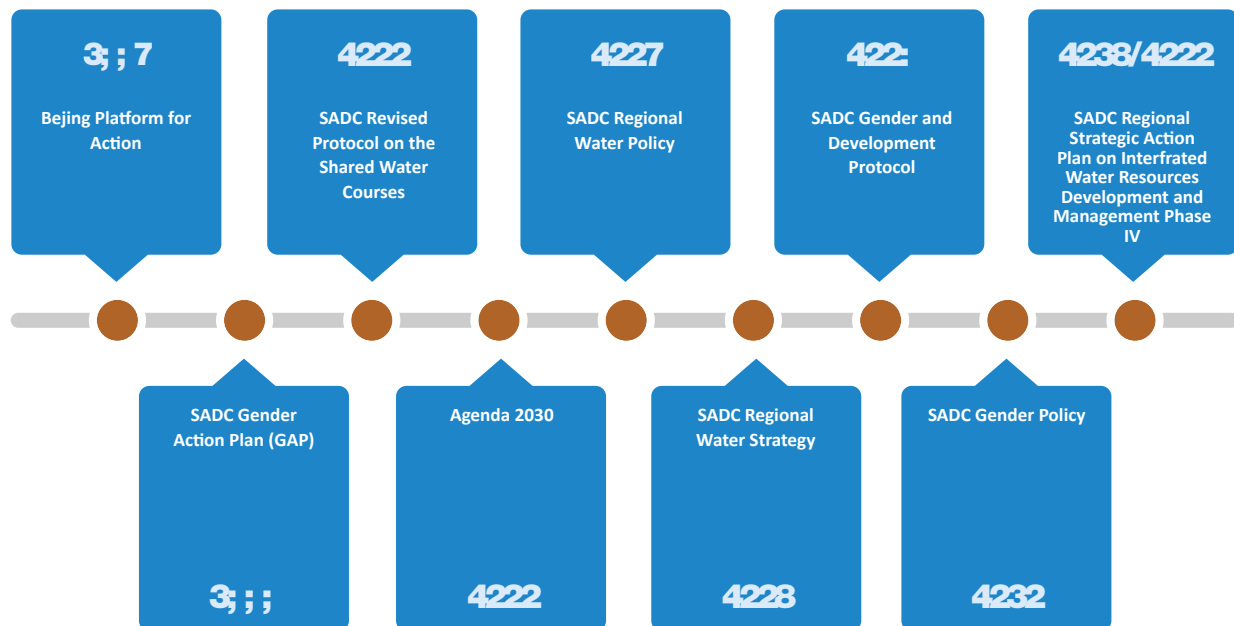 3; ; 7
Bejing Platform for
Action
4222
SADC Revised
Protocol on the
Shared Water
Courses
4227
SADC Regional
Water Policy
422:
SADC Gender and
Development
Protocol
4238/4222
SADC Regional
Strategic Action
Plan on Interfrated
Water Resources
Development and
Management Phase
IV
SADC Gender
Action Plan (GAP)
3; ; ;
Agenda 2030
4222
SADC Regional
Water Strategy
4228
SADC Gender Policy
4232